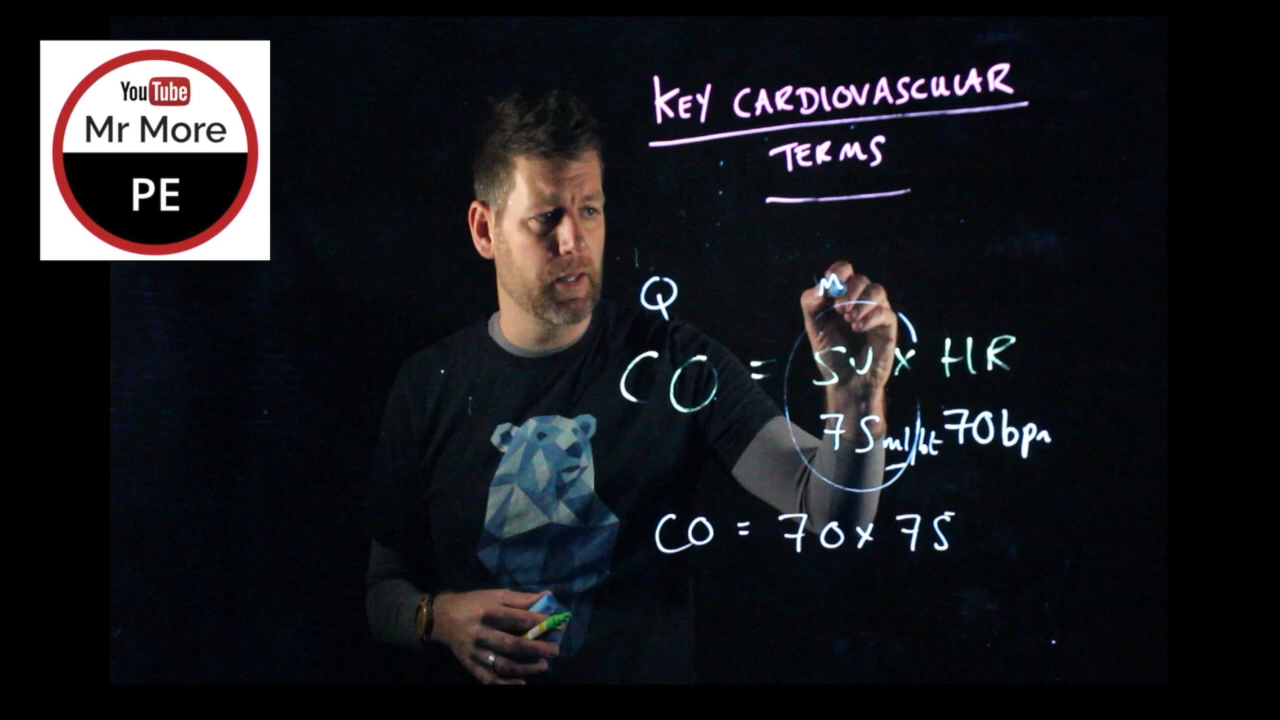 YouTube
Mr More
PE
KEY CARDIOVASCULAR
TERMS
Q
M
CO = SV x HR
75ml/bt 70bpm
CO = 70 x 75